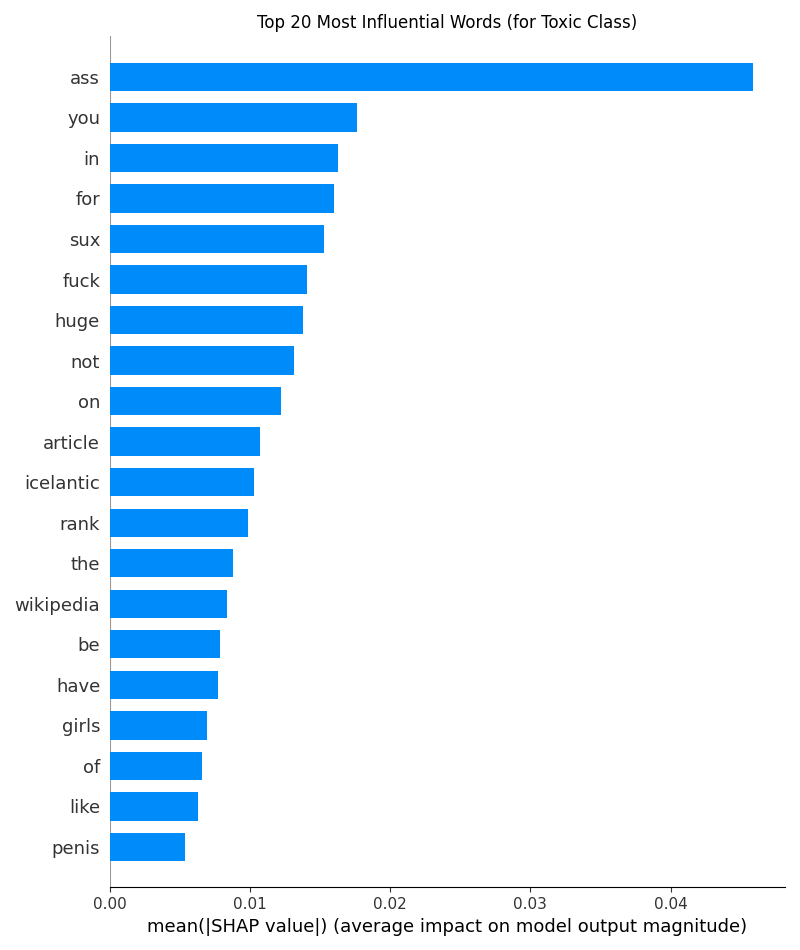 Top 20 Most Influential Words (for Toxic Class)
ass
you
in
for
sux
fuck
huge
not
on
article
icelantic
rank
the
wikipedia
be
have
girls
of
like
penis
0.00 0.01 0.02 0.03 0.04
mean(|SHAP value|) (average impact on model output magnitude)